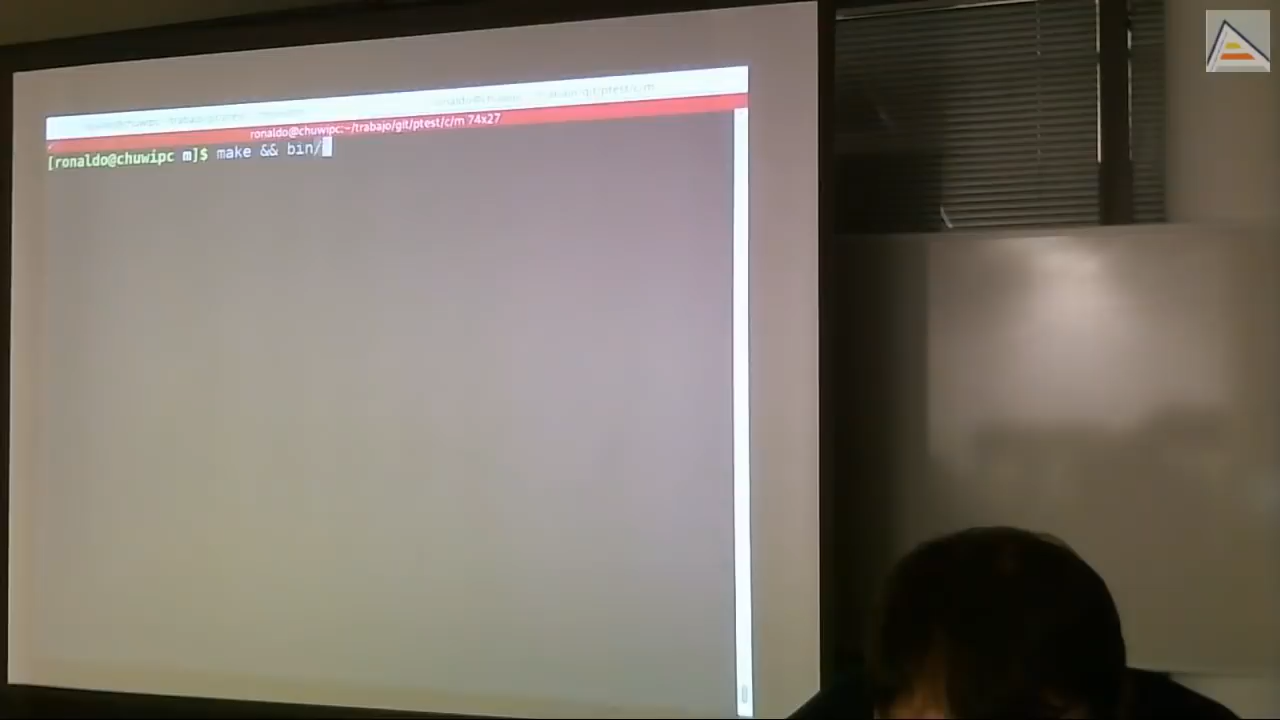 ronaldo@chuwipc:~/trabajo/git/ptest/c/m 74x27
[ronaldo@chuwipc m]$ make && bin/